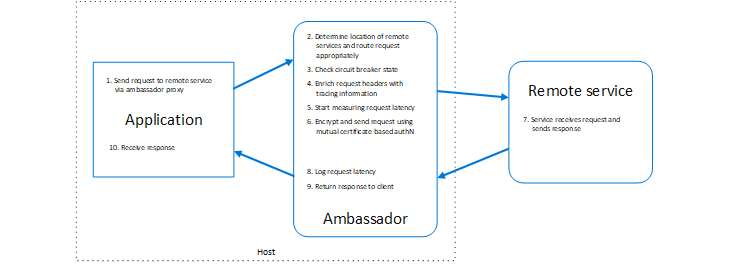 1. Send request to remote service
via ambassador proxy
Application
10. Receive response
2. Determine location of remote
services and route request
appropriately
3. Check circuit breaker state
4. Enrich request headers with
tracing information
5. Start measuring request latency
6. Encrypt and send request using
mutual certificate based authN
8. Log request latency
9. Return response to client
Ambassador
Remote service
7. Service receives request and
sends response
Host